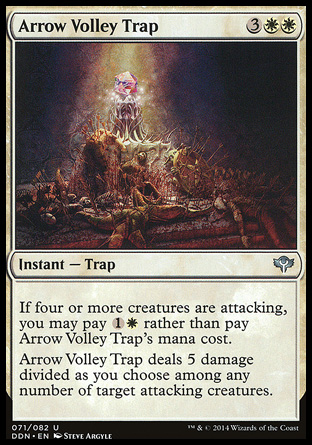 Arrow Volley Trap 3
Instant — Trap
If four or more creatures are attacking,
you may pay 1 rather than pay
Arrow Volley Trap's mana cost.
Arrow Volley Trap deals 5 damage
divided as you choose among any
number of target attacking creatures.
071/082 U
DDN • EN Steve Argyle
™ & © 2014 Wizards of the Coast